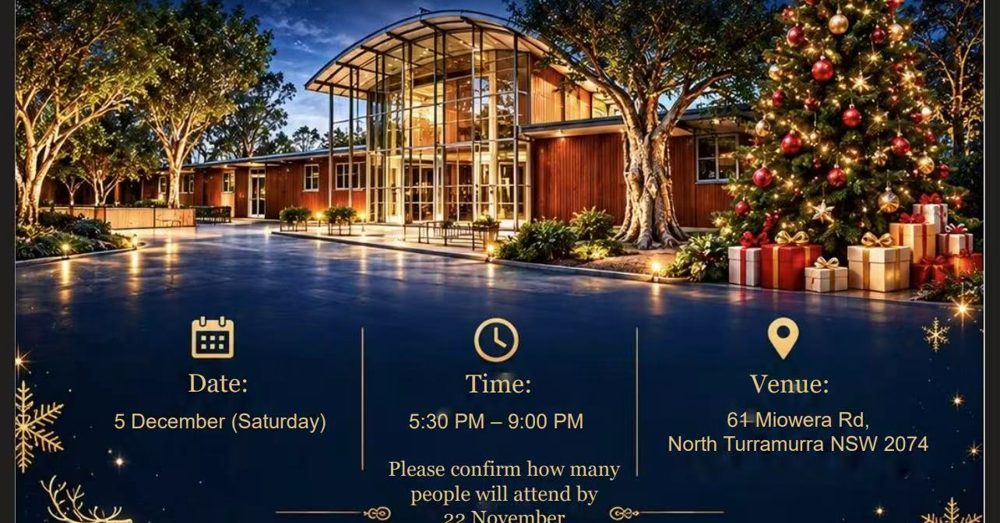 Date:
5 December (Saturday)
Time:
5:30 PM – 9:00 PM
Please confirm how many
people will attend by
22 November
Venue:
61 Miowera Rd,
North Turramurra NSW 2074